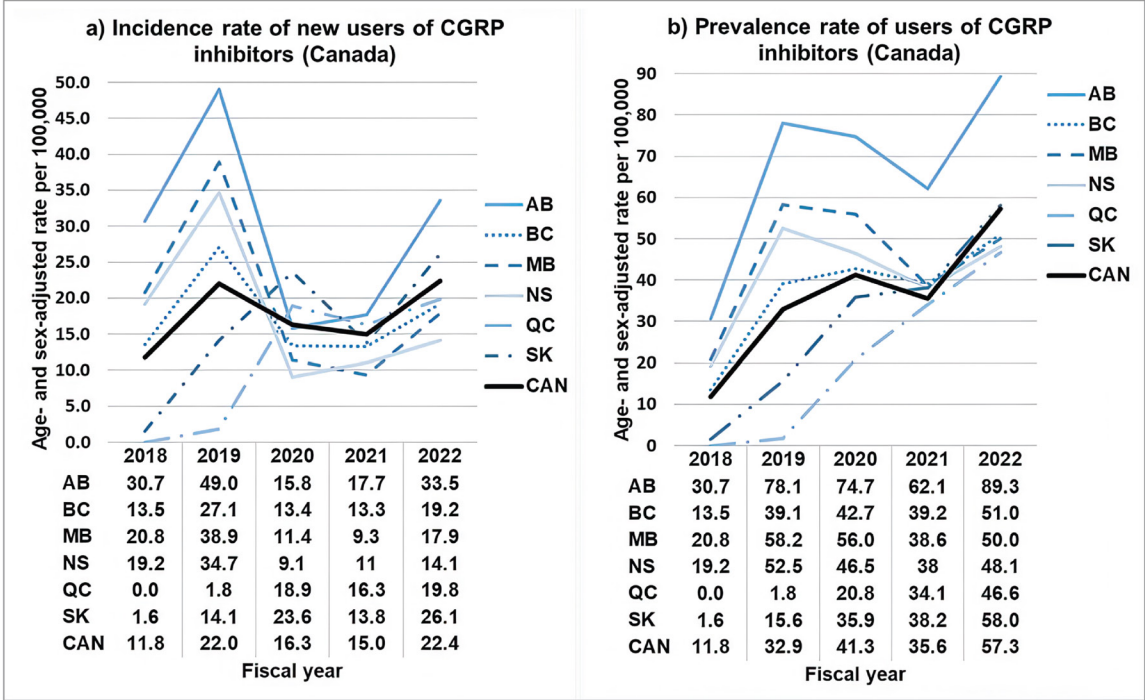 a) Incidence rate of new users of CGRP
inhibitors (Canada)
Age- and sex-adjusted rate per 100,000
50.0
45.0
40.0
35.0
30.0
25.0
20.0
15.0
10.0
5.0
0.0
AB
BC
MB
NS
QC
SK
CAN
2018 2019 2020 2021 2022
AB 30.7 49.0 15.8 17.7 33.5
BC 13.5 27.1 13.4 13.3 19.2
MB 20.8 38.9 11.4 9.3 17.9
NS 19.2 34.7 9.1 11 14.1
QC 0.0 1.8 18.9 16.3 19.8
SK 1.6 14.1 23.6 13.8 26.1
CAN 11.8 22.0 16.3 15.0 22.4
Fiscal year
b) Prevalence rate of users of CGRP
inhibitors (Canada)
Age- and sex-adjusted rate per 100,000
90
80
70
60
50
40
30
20
10
0
AB
BC
MB
NS
QC
SK
CAN
2018 2019 2020 2021 2022
AB 30.7 78.1 74.7 62.1 89.3
BC 13.5 39.1 42.7 39.2 51.0
MB 20.8 58.2 56.0 38.6 50.0
NS 19.2 52.5 46.5 38 48.1
QC 0.0 1.8 20.8 34.1 46.6
SK 1.6 15.6 35.9 38.2 58.0
CAN 11.8 32.9 41.3 35.6 57.3
Fiscal year